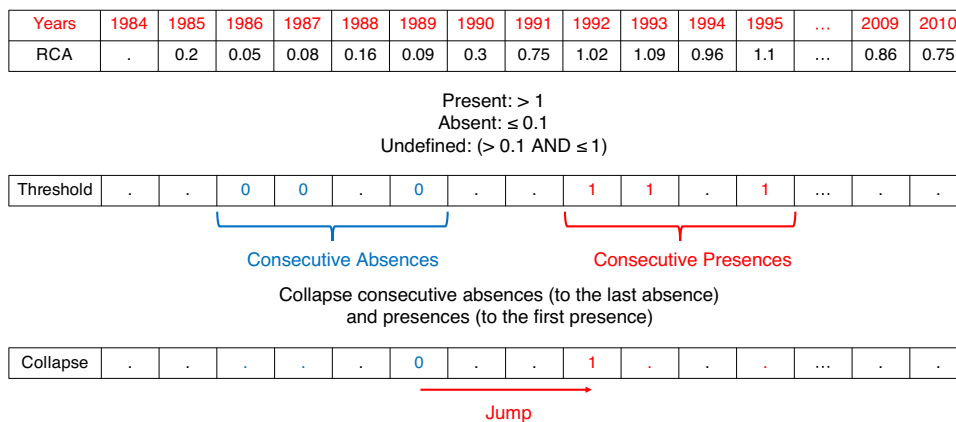 Years 1984 1985 1986 1987 1988 1989 1990 1991 1992 1993 1994 1995 ... 2009 2010
RCA . 0.2 0.05 0.08 0.16 0.09 0.3 0.75 1.02 1.09 0.96 1.1 ... 0.86 0.75
Present: > 1
Absent: ≤ 0.1
Undefined: (> 0.1 AND ≤ 1)
Threshold . . 0 0 . 0 . . 1 1 . 1 ... . .
Consecutive Absences Consecutive Presences
Collapse consecutive absences (to the last absence)
and presences (to the first presence)
Collapse . . . . . 0 . . 1 . . . ... . .
Jump